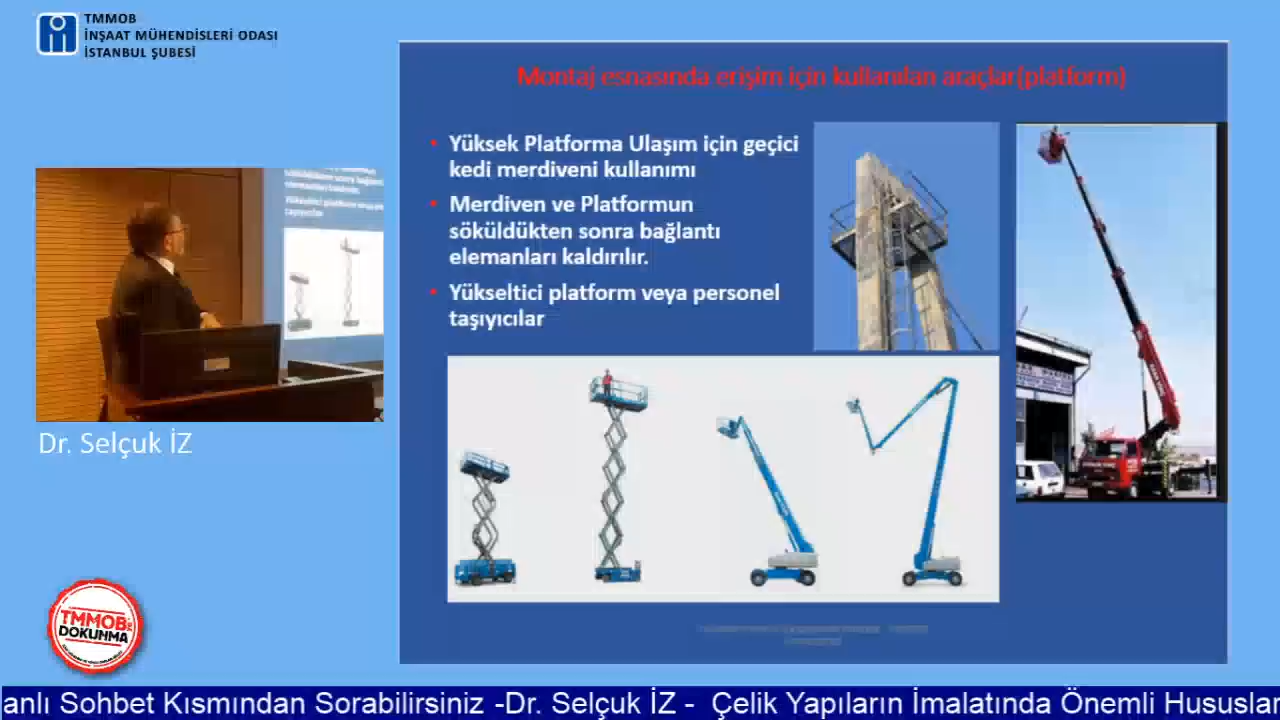 TMMOB
İNŞAAT MÜHENDİSLERİ ODASI
İSTANBUL ŞUBESİ
Montaj esnasında erişim için kullanılan araçlar(platform)
• Yüksek Platforma Ulaşım için geçici
kedi merdiveni kullanımı
• Merdiven ve Platformun
söküldükten sonra bağlantı
elemanları kaldırılır.
• Yükseltici platform veya personel
taşıyıcılar
Dr. Selçuk İZ
TMMOB
DOKUNMA
anlı Sohbet Kısmından Sorabilirsiniz -Dr. Selçuk İZ - Çelik Yapıların İmalatında Önemli Hususlar